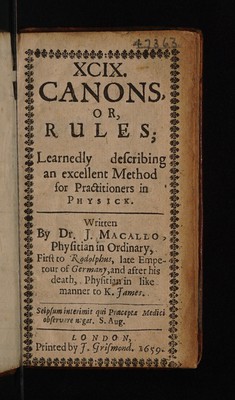 47363
XCIX.
CANONS,
OR,
RULES;
Learnedly describing
an excellent Method
for Practitioners in
PHYSICK.
Written
By Dr. J. MACALLO,
Physitian in Ordinary,
First to Rodolphus, late Empe-
rour of Germany, and after his
death, Physitian in like
manner to K. James.
Seipsum interimit qui Præcepta Medici
observare negat. S. Aug.
LONDON,
Printed by J. Grismond. 1659.